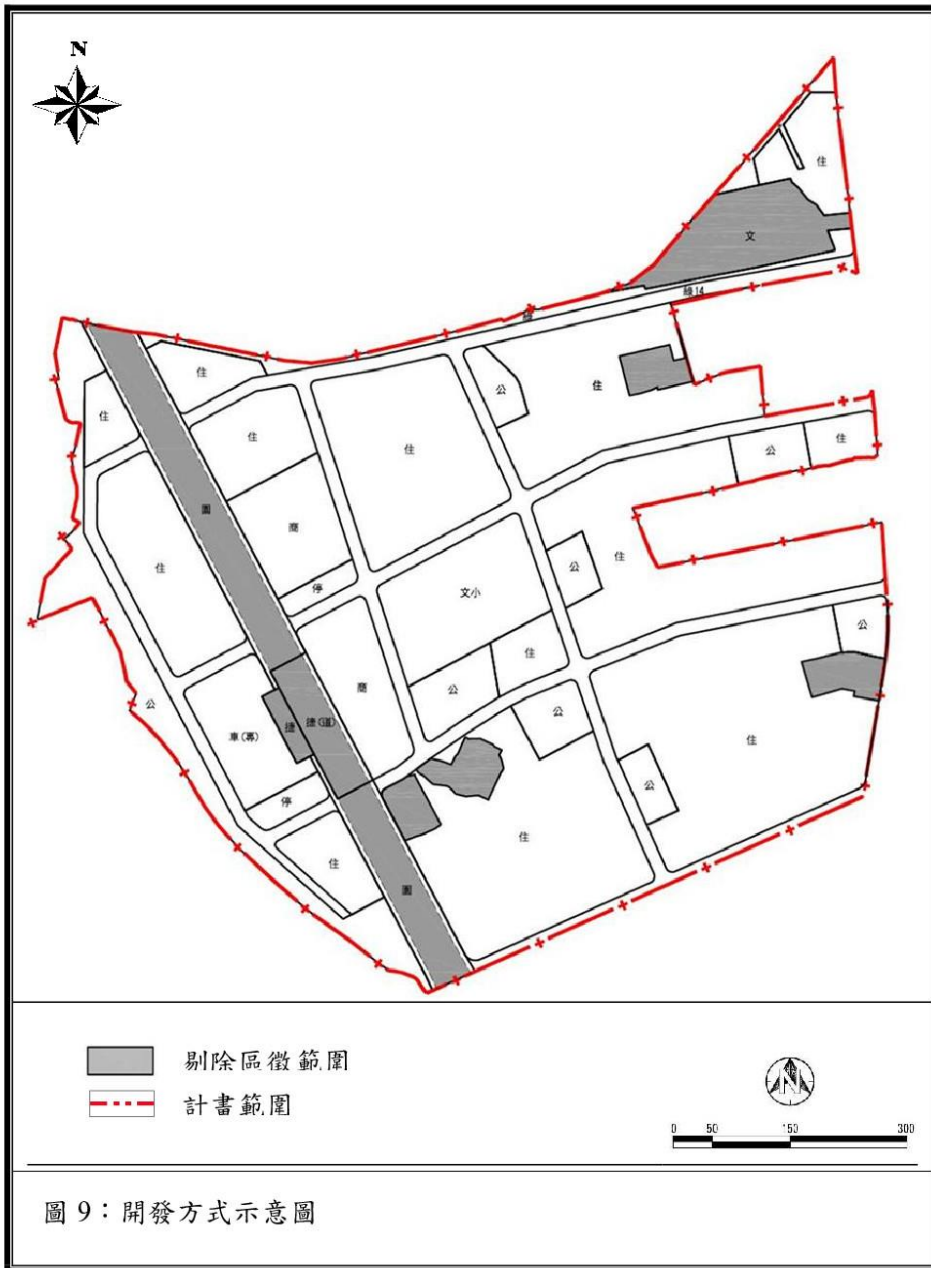 N
住
文
綠14
綠
住
公
住
住
住
住
公
住
園
商
住
停
文小
公
住
公
住
公
商
公
公
車(專)
捷
捷(道)
住
公
停
住
住
園
剔除區徵範圍
計畫範圍
N
0 50 150 300
圖 9：開發方式示意圖